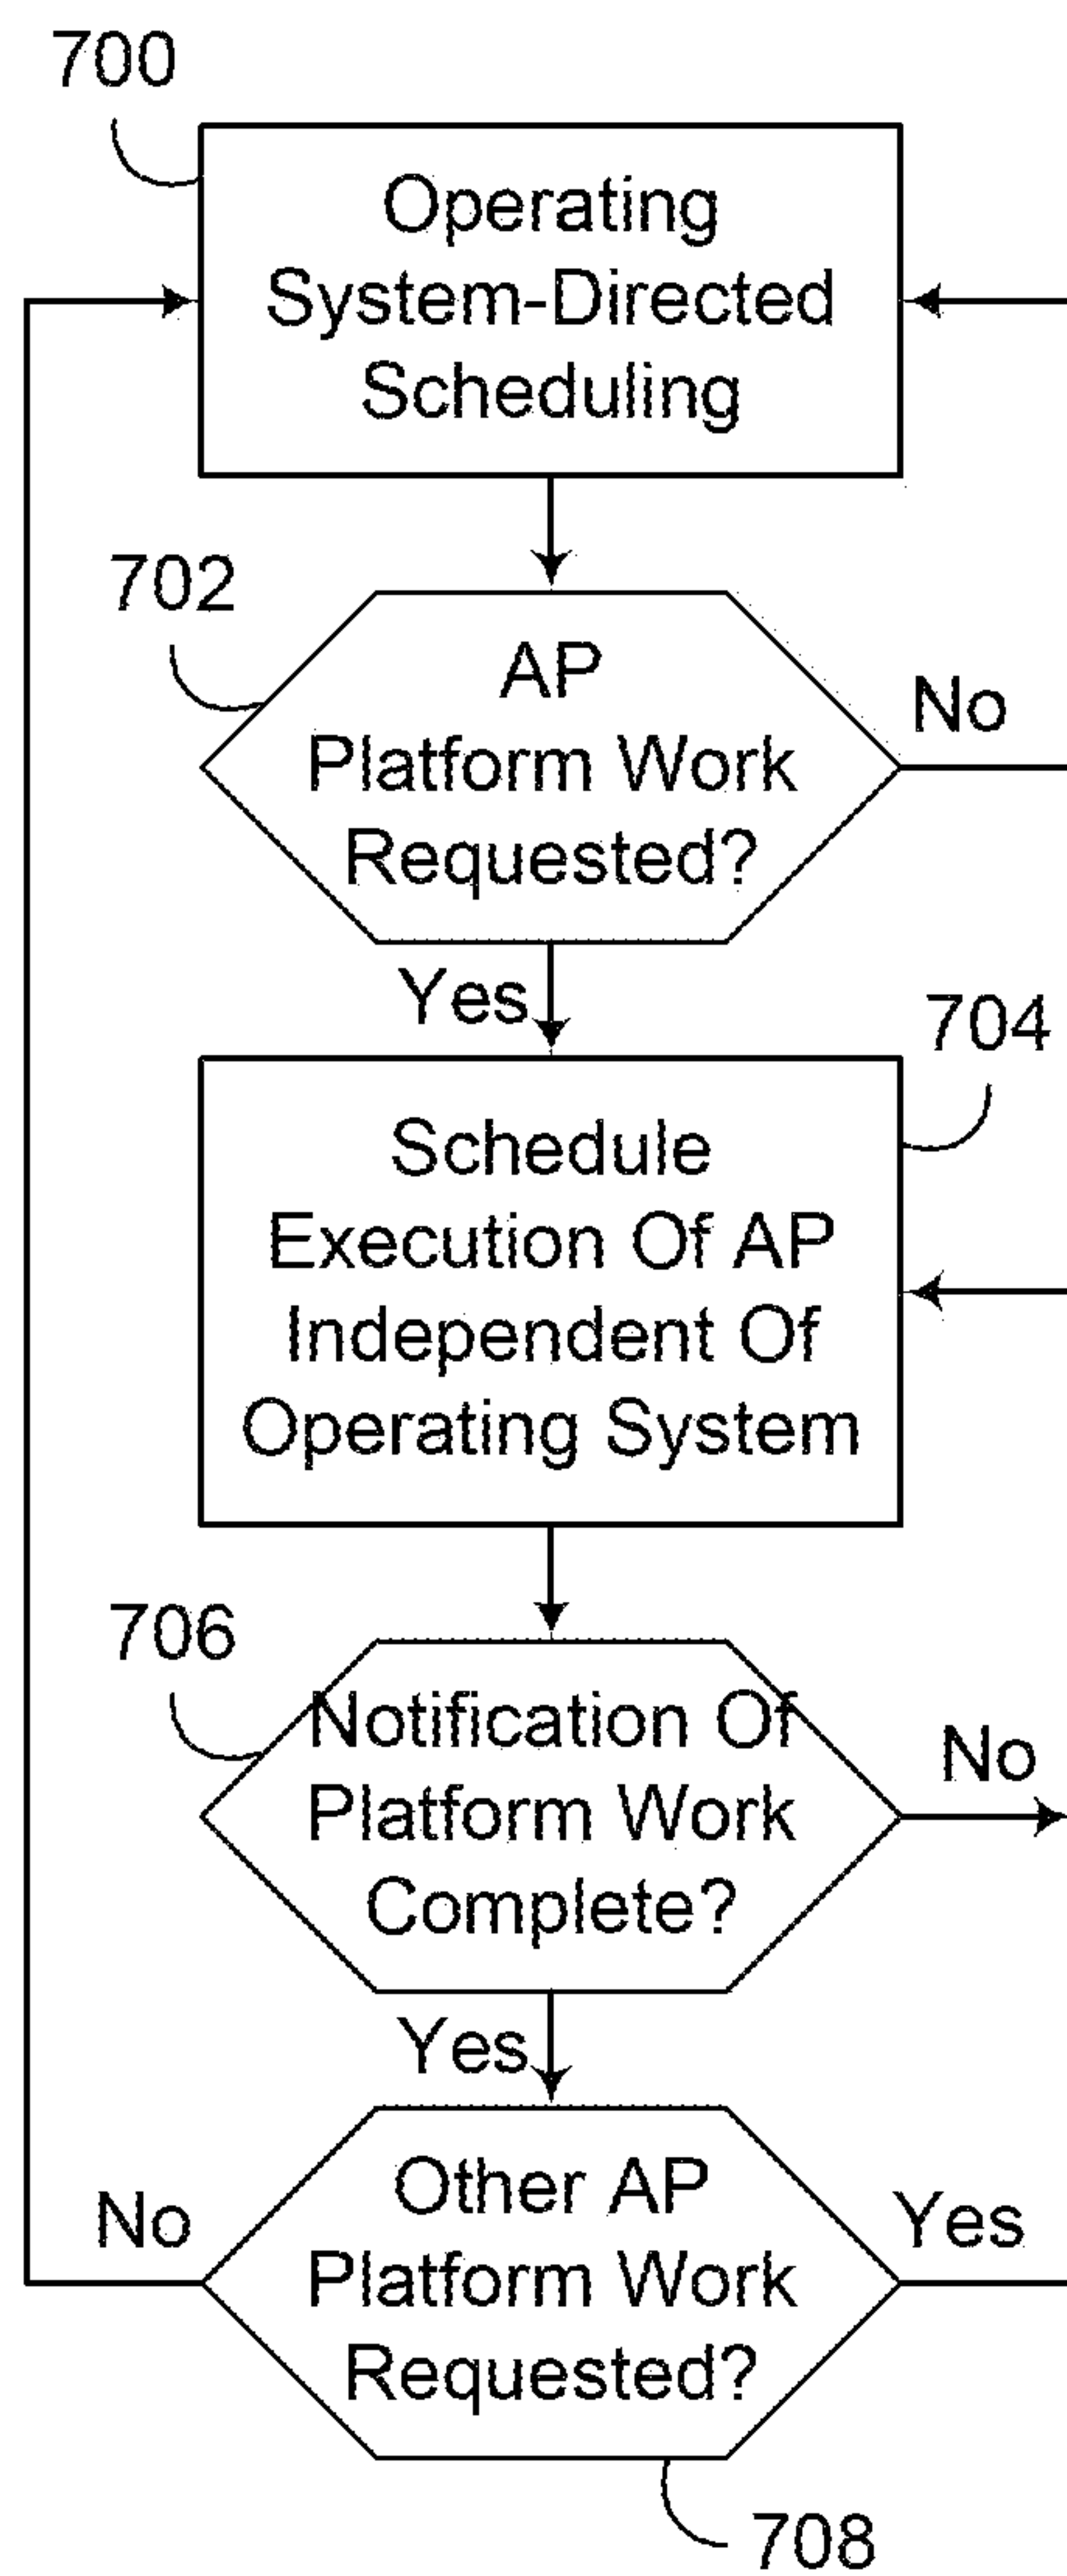 700
Operating
System-Directed
Scheduling
702
AP
Platform Work
Requested?
No
Yes
704
Schedule
Execution Of AP
Independent Of
Operating System
706
Notification Of
Platform Work
Complete?
No
Yes
Other AP
Platform Work
Requested?
No
Yes
708